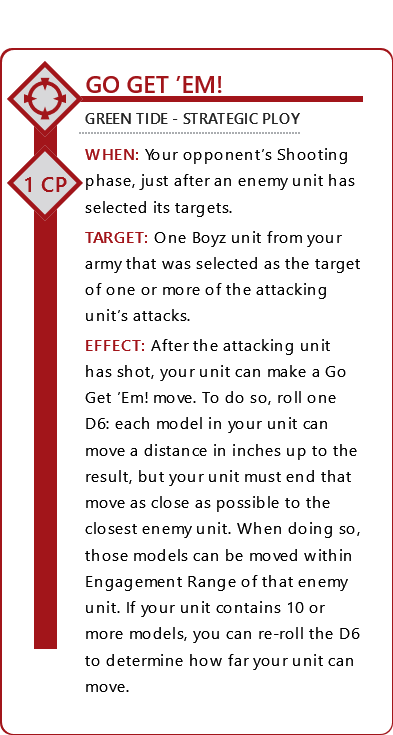 GO GET ’EM!
GREEN TIDE - STRATEGIC PLOY
WHEN: Your opponent’s Shooting
phase, just after an enemy unit has
selected its targets.
1 CP
TARGET: One Boyz unit from your
army that was selected as the target
of one or more of the attacking
unit’s attacks.
EFFECT: After the attacking unit
has shot, your unit can make a Go
Get ’Em! move. To do so, roll one
D6: each model in your unit can
move a distance in inches up to the
result, but your unit must end that
move as close as possible to the
closest enemy unit. When doing so,
those models can be moved within
Engagement Range of that enemy
unit. If your unit contains 10 or
more models, you can re-roll the D6
to determine how far your unit can
move.